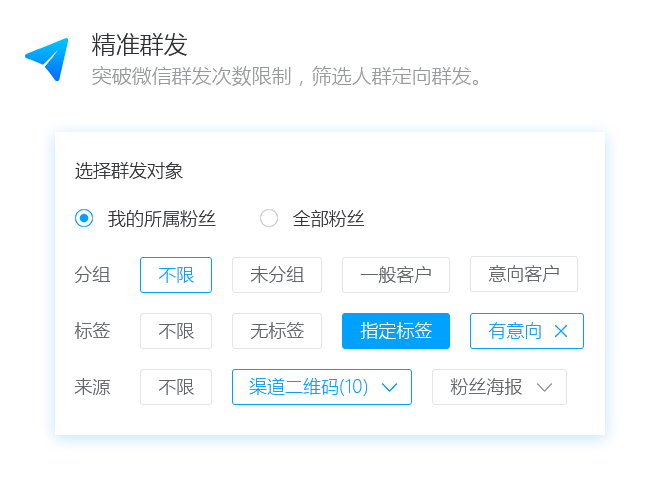 精准群发
突破微信群发次数限制，筛选人群定向群发。
选择群发对象
我的所属粉丝 全部粉丝
分组 不限 未分组 一般客户 意向客户
标签 不限 无标签 指定标签 有意向
来源 不限 渠道二维码(10) 粉丝海报